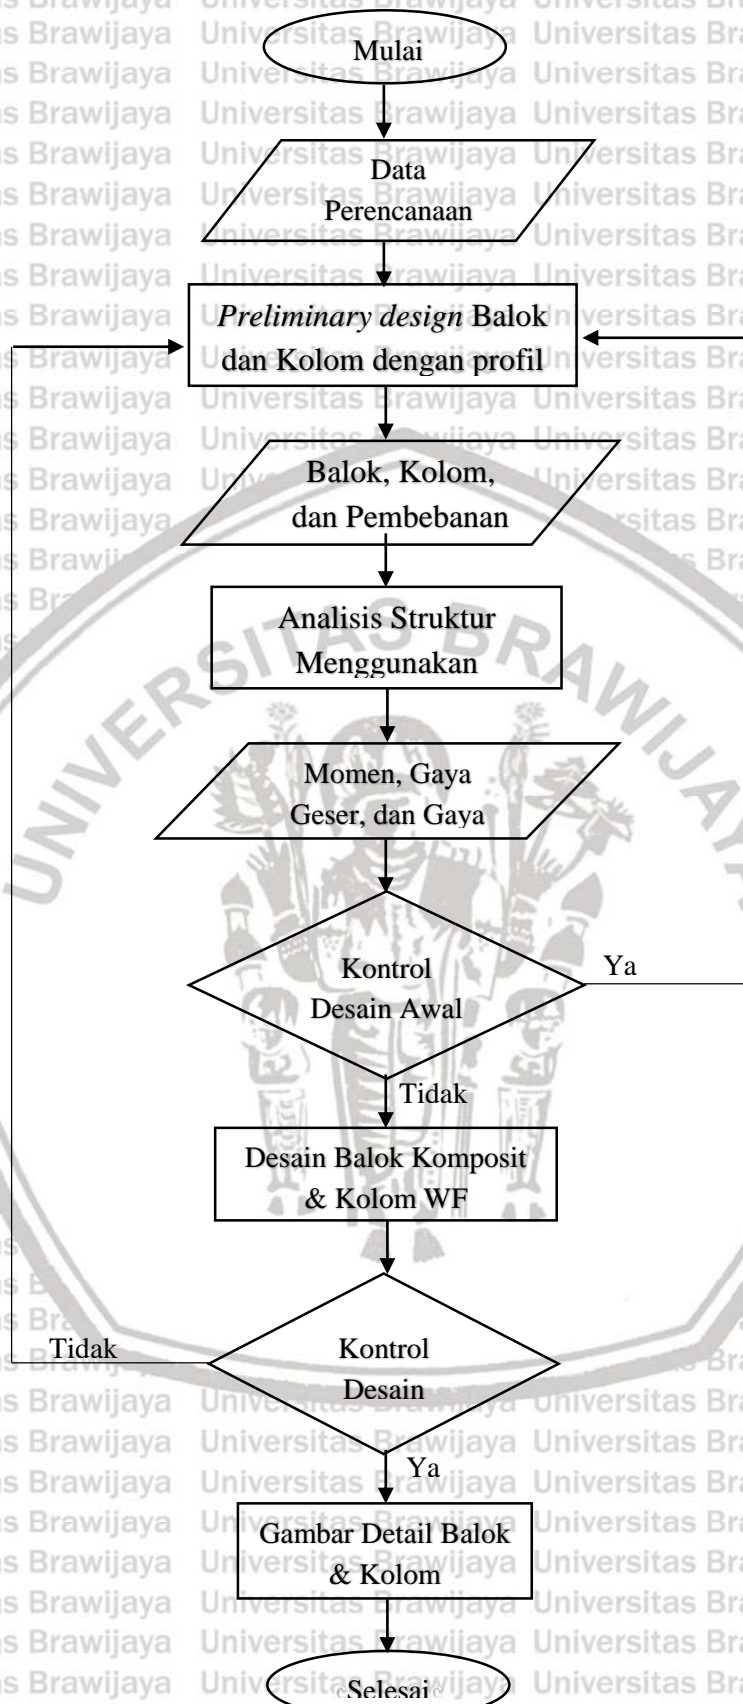 Mulai
Data
Perencanaan
Preliminary design Balok
dan Kolom dengan profil
Balok, Kolom,
dan Pembebanan
Analisis Struktur
Menggunakan
Momen, Gaya
Geser, dan Gaya
Kontrol
Desain Awal
Ya
Tidak
Desain Balok Komposit
& Kolom WF
Tidak
Kontrol
Desain
Ya
Gambar Detail Balok
& Kolom
Selesai
UNIVERSITAS BRAWIJAYA